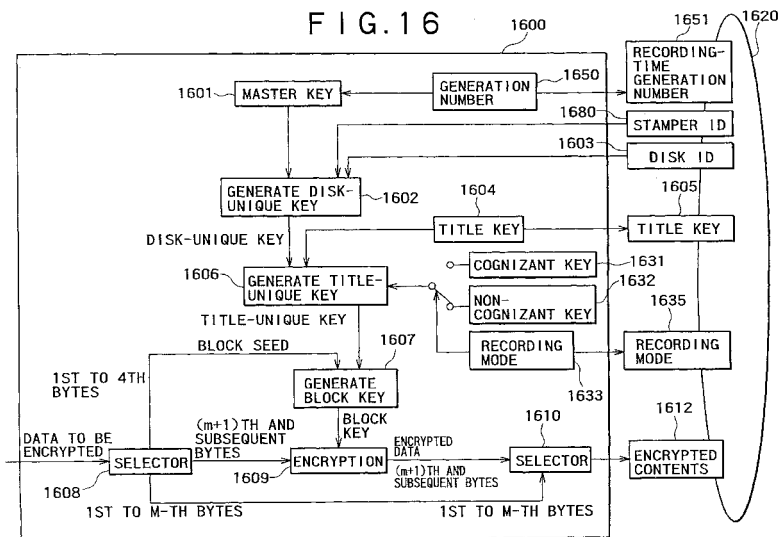 FIG.16
1600
1651
1620
RECORDING-
TIME
GENERATION
NUMBER
1650
GENERATION
NUMBER
1601
MASTER KEY
1680
STAMPER ID
1603
DISK ID
GENERATE DISK-
UNIQUE KEY
1602
1604
TITLE KEY
1605
TITLE KEY
DISK-UNIQUE KEY
1606
GENERATE TITLE-
UNIQUE KEY
COGNIZANT KEY
1631
1632
NON-
COGNIZANT KEY
TITLE-UNIQUE KEY
1635
RECORDING
MODE
RECORDING
MODE
1633
BLOCK SEED
1607
1ST TO 4TH
BYTES
GENERATE
BLOCK KEY
BLOCK
KEY
1610
1612
DATA TO BE
ENCRYPTED
SELECTOR
1608
(m+1)TH AND
SUBSEQUENT
BYTES
ENCRYPTION
1609
ENCRYPTED
DATA
(m+1)TH AND
SUBSEQUENT BYTES
SELECTOR
ENCRYPTED
CONTENTS
1ST TO M-TH BYTES
1ST TO M-TH BYTES